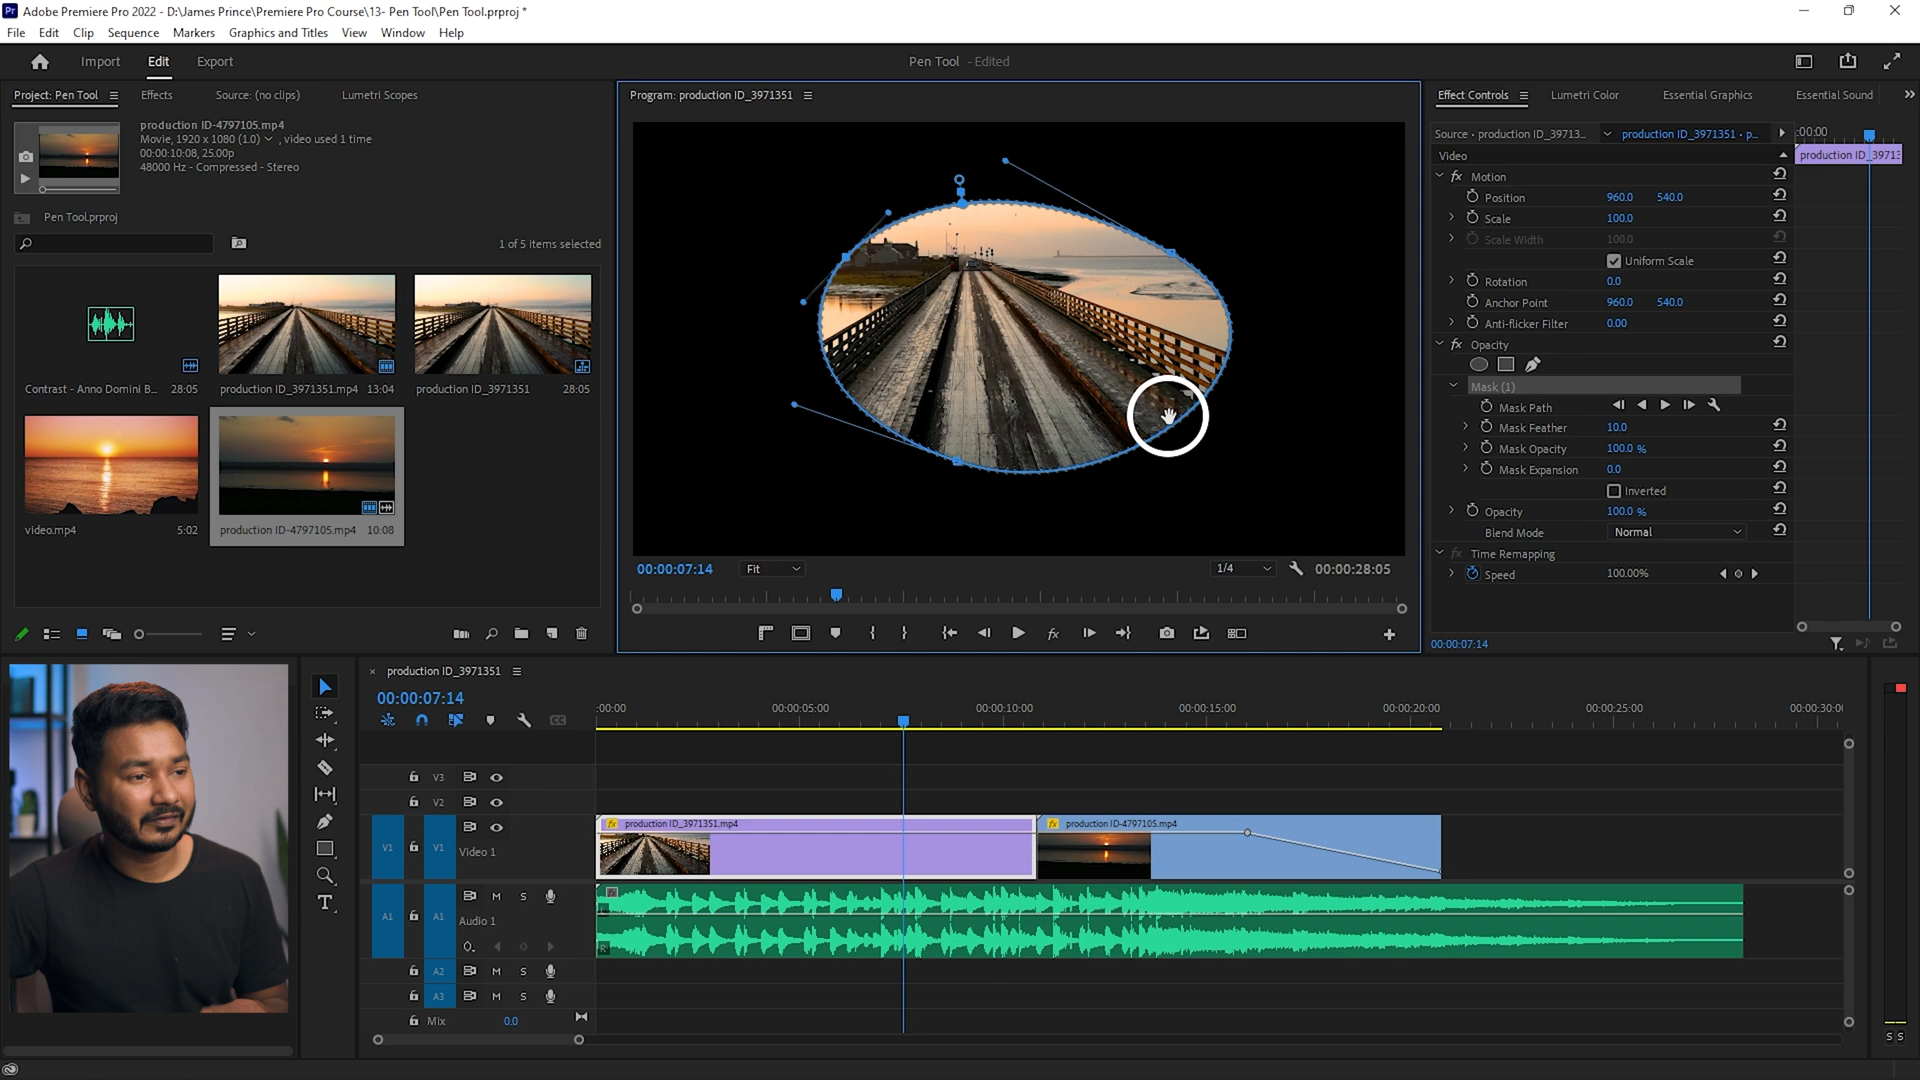 Pr Adobe Premiere Pro 2022 - D:\James Prince\Premiere Pro Course\13- Pen Tool\Pen Tool.prproj *
File Edit Clip Sequence Markers Graphics and Titles View Window Help
Import Edit Export
Pen Tool - Edited
Project: Pen Tool Effects Source: (no clips) Lumetri Scopes
production ID-4797105.mp4
Movie, 1920 x 1080 (1.0) , video used 1 time
00:00:10:08, 25.00p
48000 Hz - Compressed - Stereo
Pen Tool.prproj
1 of 5 items selected
Contrast - Anno Domini B... 28:05
production ID_3971351.mp4 13:04
production ID_3971351 28:05
video.mp4 5:02
production ID-4797105.mp4 10:08
Program: production ID_3971351
00:00:07:14 Fit 1/4 00:00:28:05
Effect Controls Lumetri Color Essential Graphics Essential Sound
Source • production ID_39713... production ID_3971351 • p...
:00:00
production ID_39713
Video
fx Motion
Position 960.0 540.0
Scale 100.0
Scale Width 100.0
Uniform Scale
Rotation 0.0
Anchor Point 960.0 540.0
Anti-flicker Filter 0.00
fx Opacity
Mask (1)
Mask Path
Mask Feather 10.0
Mask Opacity 100.0 %
Mask Expansion 0.0
Inverted
Opacity 100.0 %
Blend Mode Normal
fx Time Remapping
Speed 100.00%
00:00:07:14
production ID_3971351
00:00:07:14
:00:00 00:00:05:00 00:00:10:00 00:00:15:00 00:00:20:00 00:00:25:00 00:00:30:0
V3
V2
V1 V1 Video 1
fx production ID_3971351.mp4
fx production ID-4797105.mp4
A1 A1 M S
Audio 1
A2 M S
A3 M S
Mix 0.0
S S